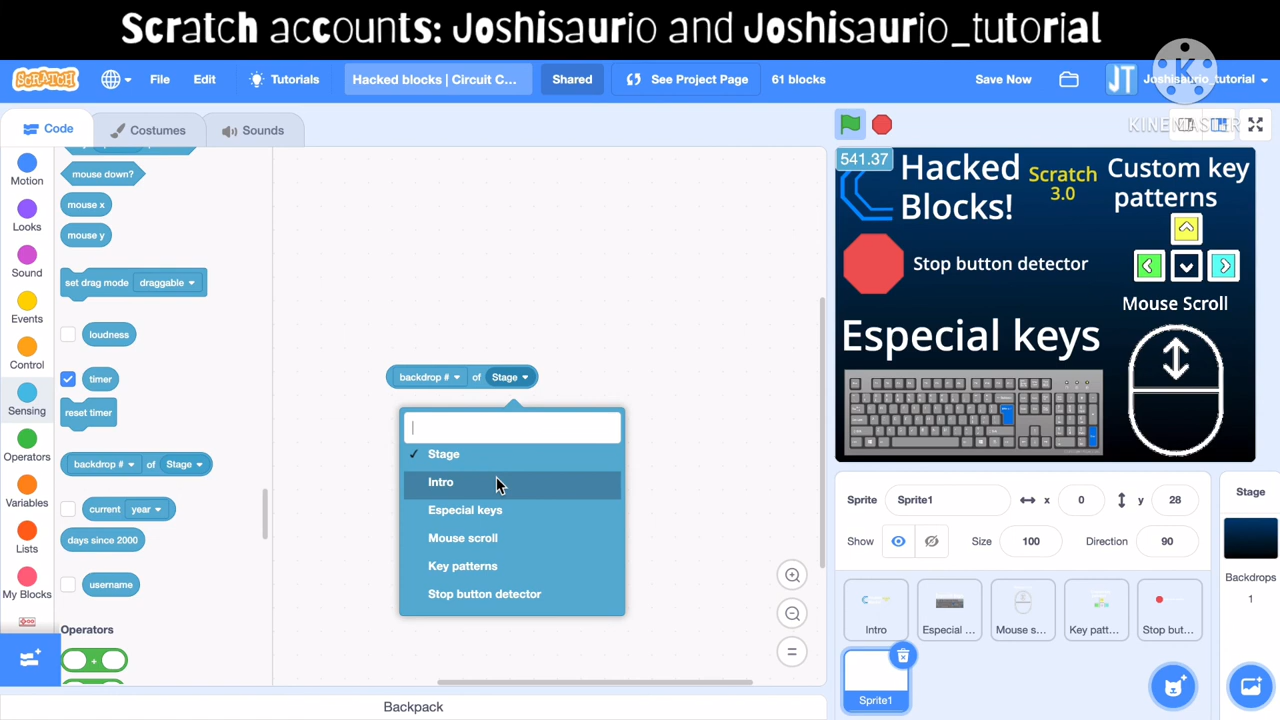 Scratch accounts: Joshisaurio and Joshisaurio_tutorial
SCRATCH
File
Edit
Tutorials
Hacked blocks | Circuit C...
Shared
See Project Page
61 blocks
Save Now
JT
Joshisaurio_tutorial
K
KINEMASTER
Code
Costumes
Sounds
Motion
Looks
Sound
Events
Control
Sensing
Operators
Variables
Lists
My Blocks
mouse down?
mouse x
mouse y
set drag mode draggable
loudness
timer
reset timer
backdrop # of Stage
current year
days since 2000
username
Operators
+
backdrop # of Stage
✓ Stage
Intro
Especial keys
Mouse scroll
Key patterns
Stop button detector
541.37
Hacked
Blocks!
Scratch
3.0
Custom key
patterns
Stop button detector
Mouse Scroll
Especial keys
Sprite
Sprite1
x
0
y
28
Show
Size
100
Direction
90
Stage
Backdrops
1
Intro
Especial ...
Mouse s...
Key patt...
Stop but...
Sprite1
Backpack